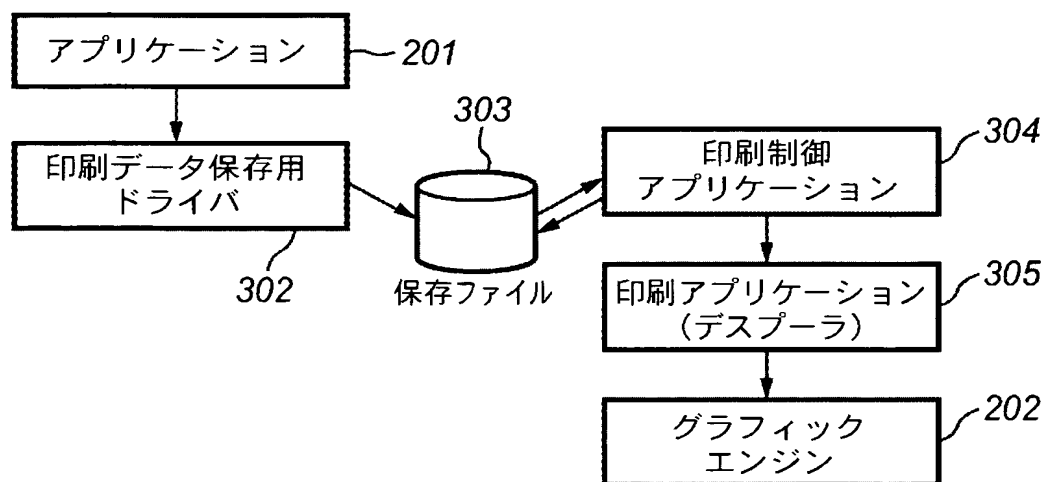 アプリケーション
201
印刷データ保存用
ドライバ
302
303
保存ファイル
印刷制御
アプリケーション
304
印刷アプリケーション
（デスプーラ）
305
グラフィック
エンジン
202